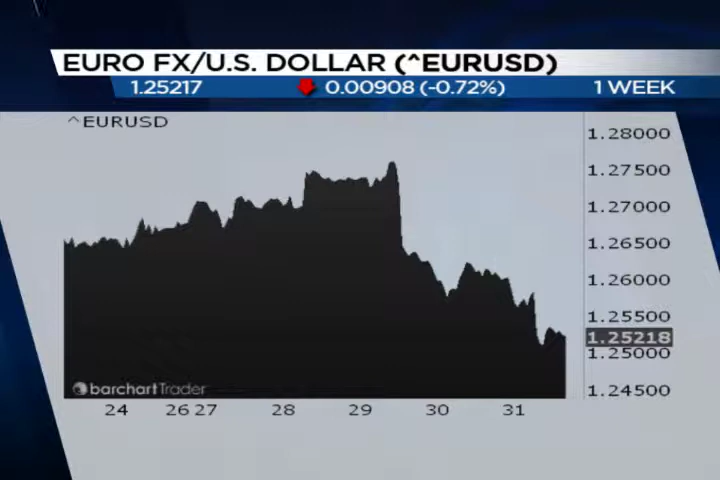 EURO FX/U.S. DOLLAR (^EURUSD)
1.25217 0.00908 (-0.72%) 1 WEEK
^EURUSD
1.28000
1.27500
1.27000
1.26500
1.26000
1.25500
1.25218
1.25000
1.24500
barchartTrader
24 26 27 28 29 30 31